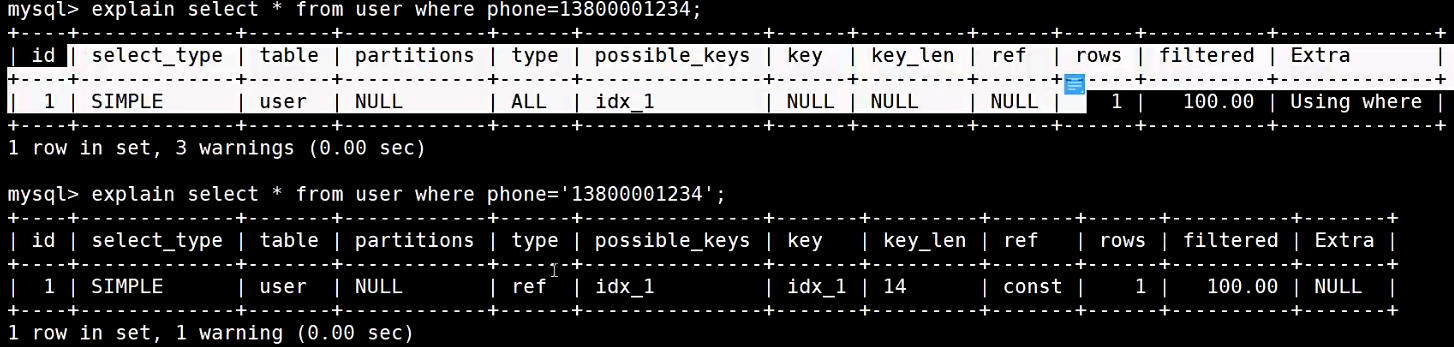 mysql> explain select * from user where phone=13800001234;
+----+-------------+-------+------------+------+---------------+------+---------+------+------+----------+-------------+
| id | select_type | table | partitions | type | possible_keys | key  | key_len | ref  | rows | filtered | Extra       |
+----+-------------+-------+------------+------+---------------+------+---------+------+------+----------+-------------+
|  1 | SIMPLE      | user  | NULL       | ALL  | idx_1         | NULL | NULL    | NULL |    1 |   100.00 | Using where |
+----+-------------+-------+------------+------+---------------+------+---------+------+------+----------+-------------+
1 row in set, 3 warnings (0.00 sec)

mysql> explain select * from user where phone='13800001234';
+----+-------------+-------+------------+------+---------------+-------+---------+-------+------+----------+-------+
| id | select_type | table | partitions | type | possible_keys | key   | key_len | ref   | rows | filtered | Extra |
+----+-------------+-------+------------+------+---------------+-------+---------+-------+------+----------+-------+
|  1 | SIMPLE      | user  | NULL       | ref  | idx_1         | idx_1 | 14      | const |    1 |   100.00 | NULL  |
+----+-------------+-------+------------+------+---------------+-------+---------+-------+------+----------+-------+
1 row in set, 1 warning (0.00 sec)